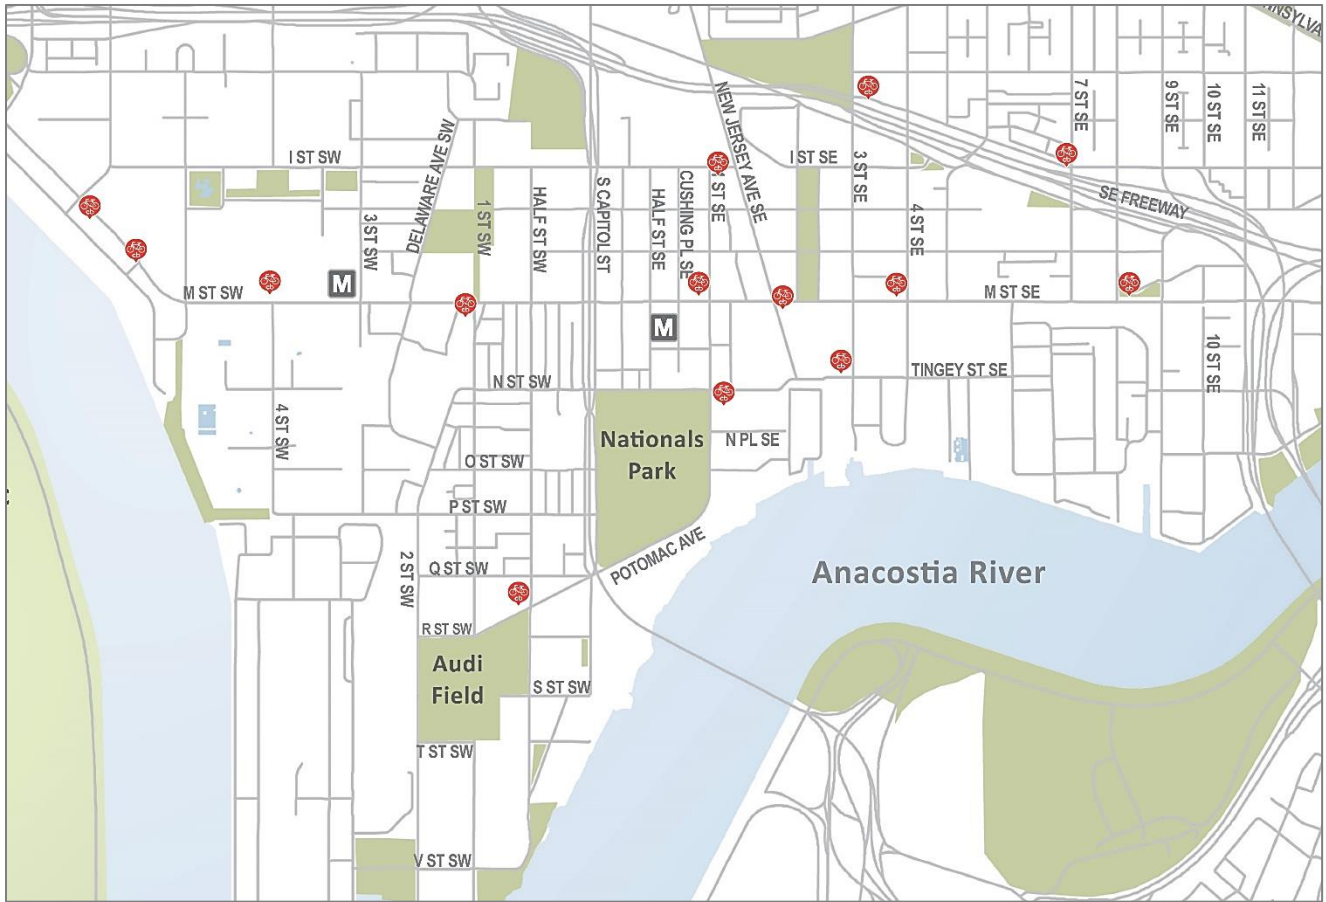 NNSYLVA
NEW JERSEY AVE SE
7 ST SE
9 ST SE
10 ST SE
11 ST SE
DELAWARE AVE SW
I ST SW
I ST SE
3 ST SE
SE FREEWAY
3 ST SW
1 ST SW
HALF ST SW
S CAPITOL ST
HALF ST SE
CUSHING PL SE
ST SE
4 ST SE
M ST SW
M
M ST SE
M
10 ST SE
TINGEY ST SE
N ST SW
4 ST SW
Nationals
Park
N PL SE
O ST SW
P ST SW
POTOMAC AVE
2 ST SW
Q ST SW
Anacostia River
R ST SW
Audi
Field
S ST SW
T ST SW
V ST SW